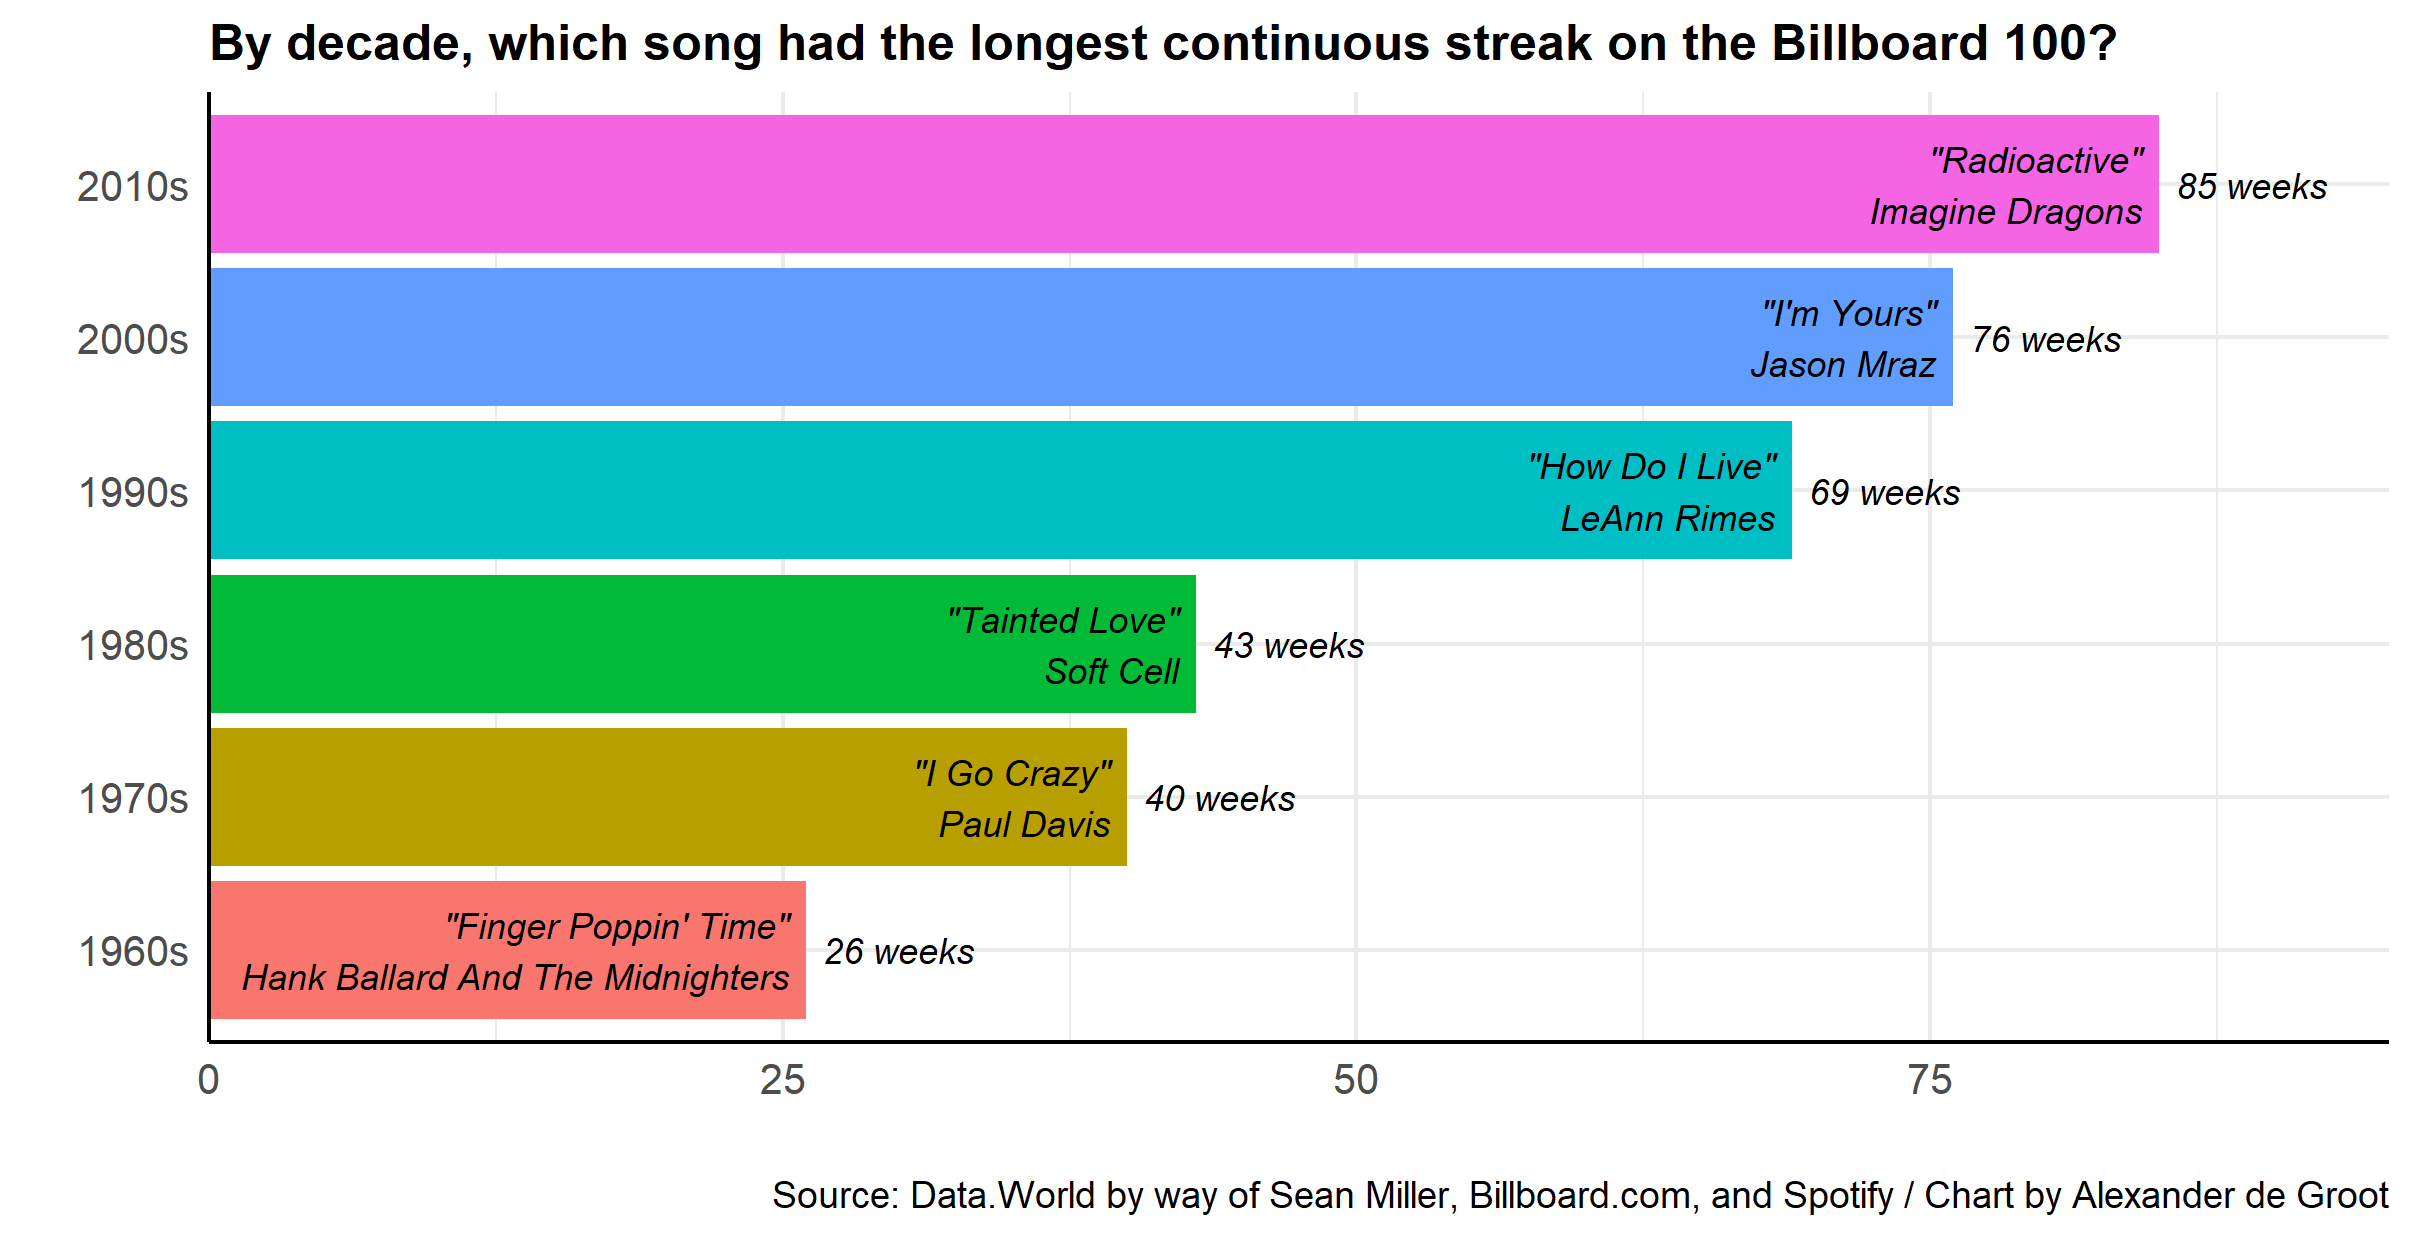 By decade, which song had the longest continuous streak on the Billboard 100?
2010s
"Radioactive"
Imagine Dragons
85 weeks
2000s
"I'm Yours"
Jason Mraz
76 weeks
1990s
"How Do I Live"
LeAnn Rimes
69 weeks
1980s
"Tainted Love"
Soft Cell
43 weeks
1970s
"I Go Crazy"
Paul Davis
40 weeks
1960s
"Finger Poppin' Time"
Hank Ballard And The Midnighters
26 weeks
0 25 50 75
Source: Data.World by way of Sean Miller, Billboard.com, and Spotify / Chart by Alexander de Groot